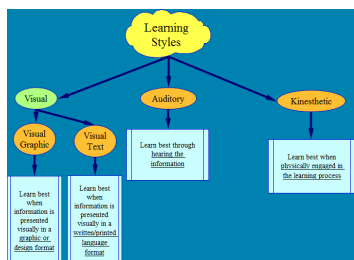 Learning
Styles
Visual
Auditory
Kinesthetic
Visual
Graphic
Visual
Text
Learn best through
hearing the
information
Learn best when
physically engaged in
the learning process
Learn best
when
information is
presented
visually in a
graphic or
design format
Learn best
when
information is
presented
visually in a
written/printed
language
format